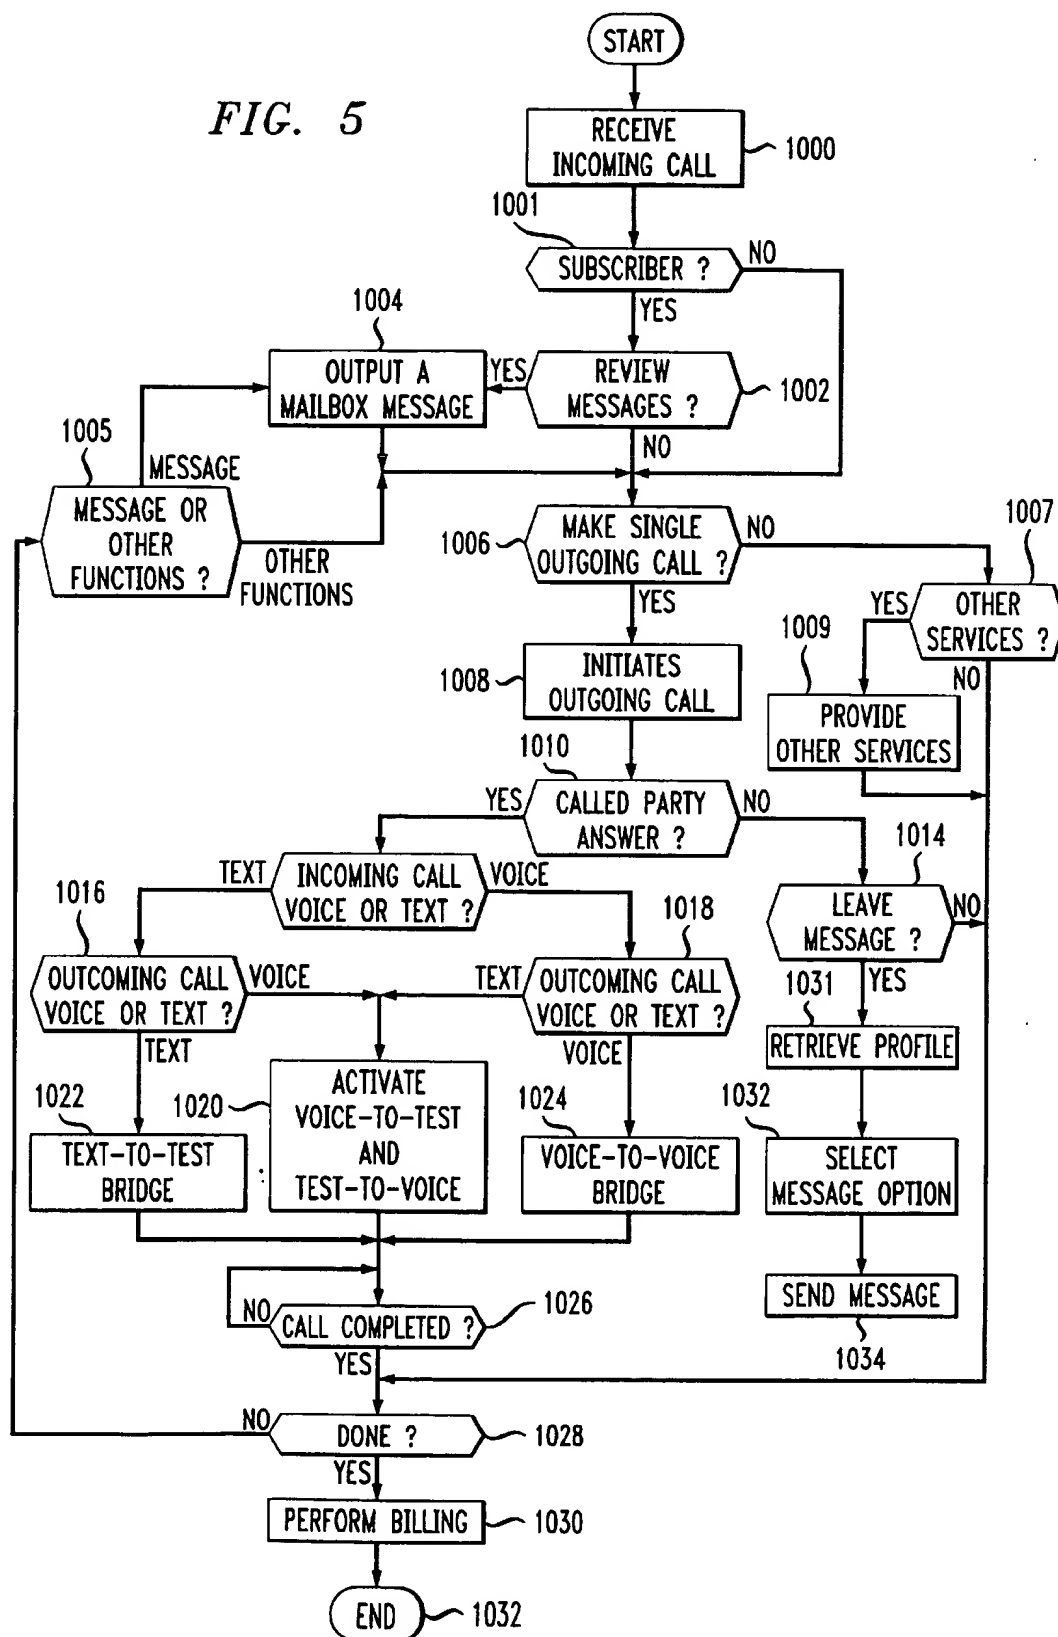 FIG. 5
START
RECEIVE
INCOMING CALL
1000
1001
SUBSCRIBER ?
NO
YES
1004
OUTPUT A
MAILBOX MESSAGE
YES
REVIEW
MESSAGES ?
1002
NO
1005
MESSAGE
MESSAGE OR
OTHER
FUNCTIONS ?
OTHER
FUNCTIONS
1006
MAKE SINGLE
OUTGOING CALL ?
NO
YES
1007
OTHER
SERVICES ?
YES
NO
1009
PROVIDE
OTHER SERVICES
1008
INITIATES
OUTGOING CALL
1010
CALLED PARTY
ANSWER ?
YES
NO
INCOMING CALL
VOICE OR TEXT ?
TEXT
VOICE
1014
LEAVE
MESSAGE ?
NO
YES
1016
OUTCOMING CALL
VOICE OR TEXT ?
VOICE
TEXT
1018
OUTCOMING CALL
VOICE OR TEXT ?
TEXT
VOICE
1031
RETRIEVE PROFILE
1022
TEXT-TO-TEST
BRIDGE
1020
ACTIVATE
VOICE-TO-TEST
AND
TEST-TO-VOICE
1024
VOICE-TO-VOICE
BRIDGE
1032
SELECT
MESSAGE OPTION
SEND MESSAGE
1034
NO
CALL COMPLETED ?
1026
YES
NO
DONE ?
1028
YES
PERFORM BILLING
1030
END
1032